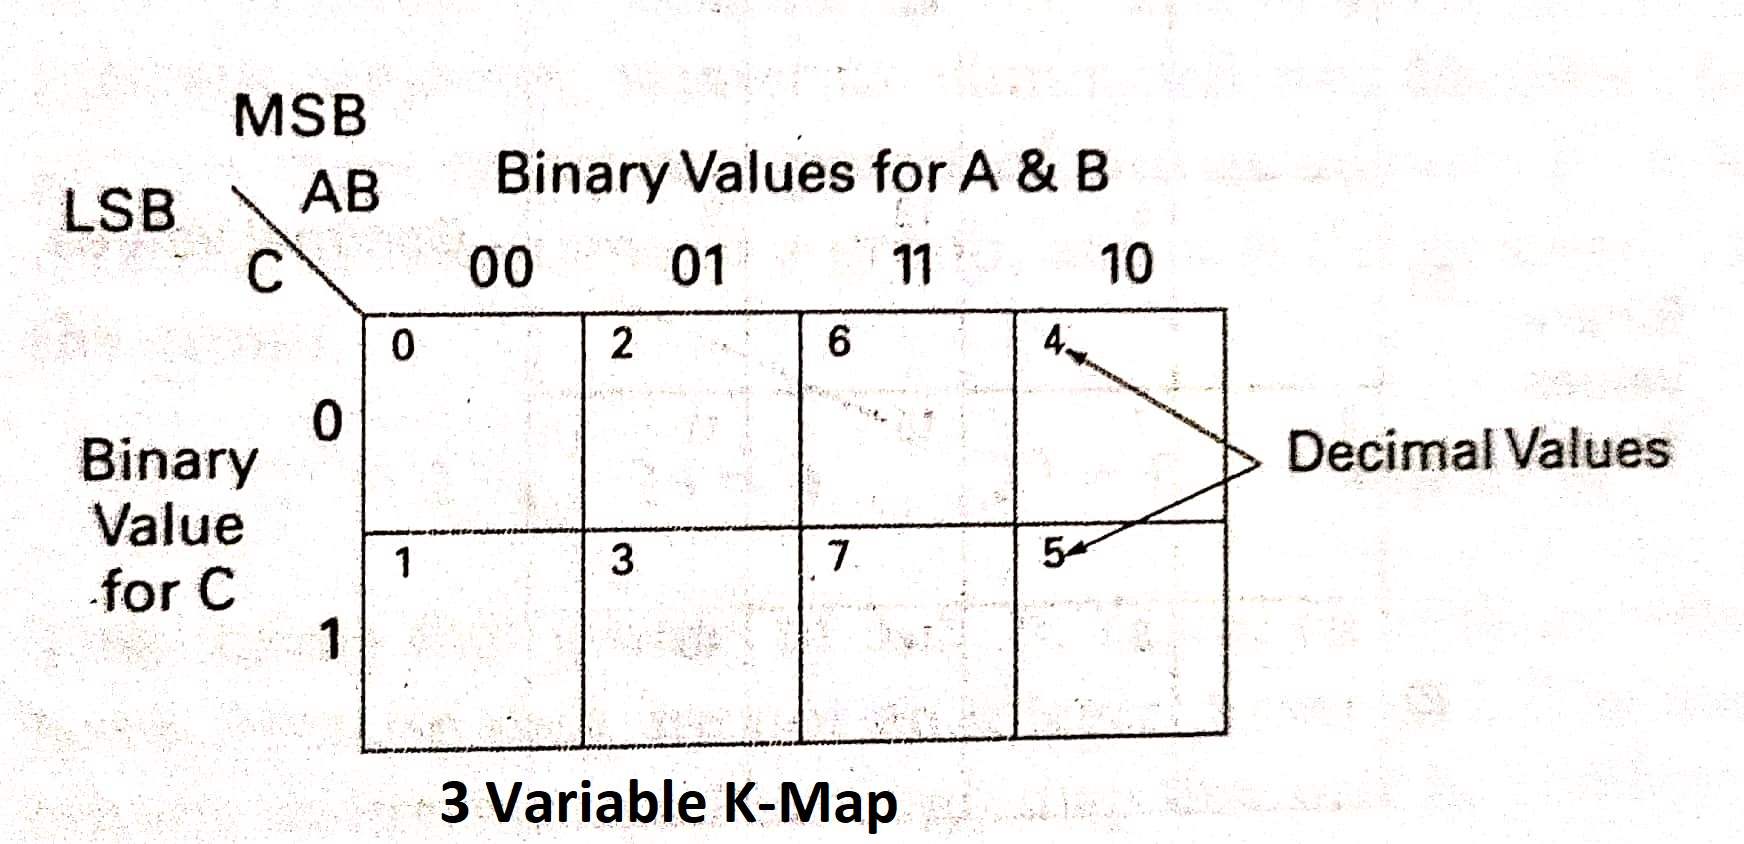 MSB
LSB
AB
C
Binary Values for A & B
00 01 11 10
0 2 6 4
0
1 3 7 5
1
Binary
Value
for C
Decimal Values
3 Variable K-Map